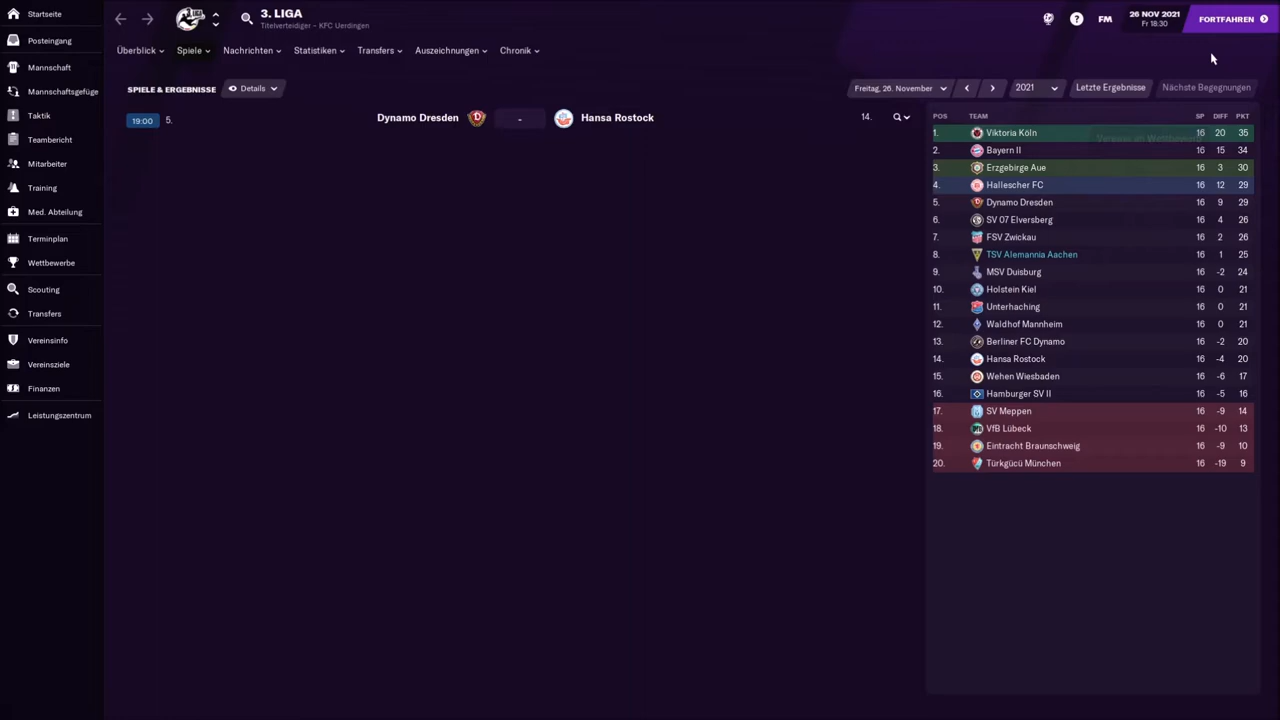 Startseite
Posteingang
Mannschaft
Mannschaftsgefüge
Taktik
Teambericht
Mitarbeiter
Training
Med. Abteilung
Terminplan
Wettbewerbe
Scouting
Transfers
Vereinsinfo
Vereinsziele
Finanzen
Leistungszentrum
3. LIGA
Titelverteidiger - KFC Uerdingen
? FM 26 NOV 2021 Fr 18:30 FORTFAHREN
Überblick Spiele Nachrichten Statistiken Transfers Auszeichnungen Chronik
SPIELE & ERGEBNISSE Details Freitag, 26. November 2021 Letzte Ergebnisse Nächste Begegnungen
19:00 5. Dynamo Dresden - Hansa Rostock 14.
POS TEAM SP DIFF PKT
1. Viktoria Köln 16 20 35
2. Bayern II 16 15 34
3. Erzgebirge Aue 16 3 30
4. Hallescher FC 16 12 29
5. Dynamo Dresden 16 9 29
6. SV 07 Elversberg 16 4 26
7. FSV Zwickau 16 2 26
8. TSV Alemannia Aachen 16 1 25
9. MSV Duisburg 16 -2 24
10. Holstein Kiel 16 0 21
11. Unterhaching 16 0 21
12. Waldhof Mannheim 16 0 21
13. Berliner FC Dynamo 16 -2 20
14. Hansa Rostock 16 -4 20
15. Wehen Wiesbaden 16 -6 17
16. Hamburger SV II 16 -5 16
17. SV Meppen 16 -9 14
18. VfB Lübeck 16 -10 13
19. Eintracht Braunschweig 16 -9 10
20. Türkgücü München 16 -19 9